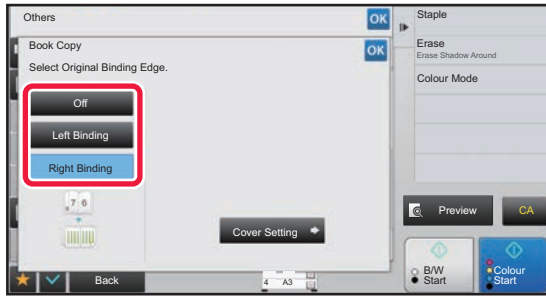 Others
OK
Book Copy
OK
Select Original Binding Edge.
Off
Left Binding
Right Binding
7 6
Cover Setting
Back
4 A3
Staple
Erase
Erase Shadow Around
Colour Mode
Preview
CA
B/W
Start
Colour
Start